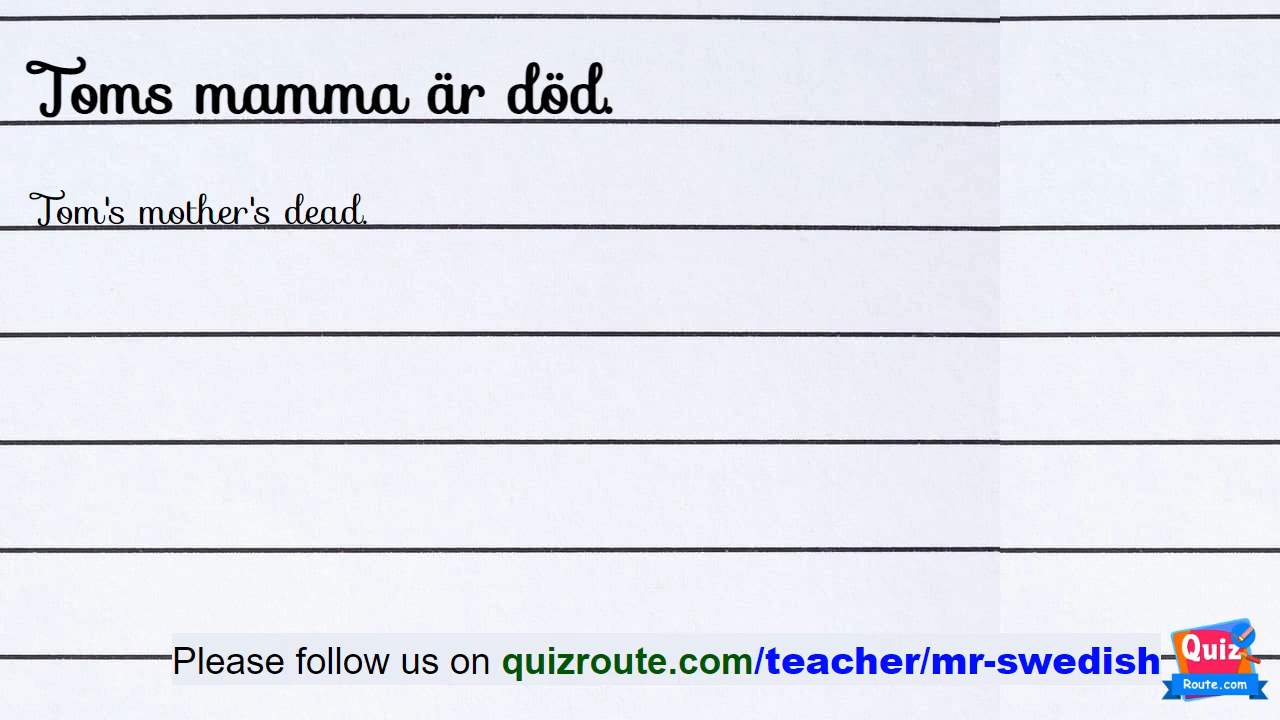 Toms mamma är död.
Tom's mother's dead.
Please follow us on quizroute.com/teacher/mr-swedish
Quiz
Route.com